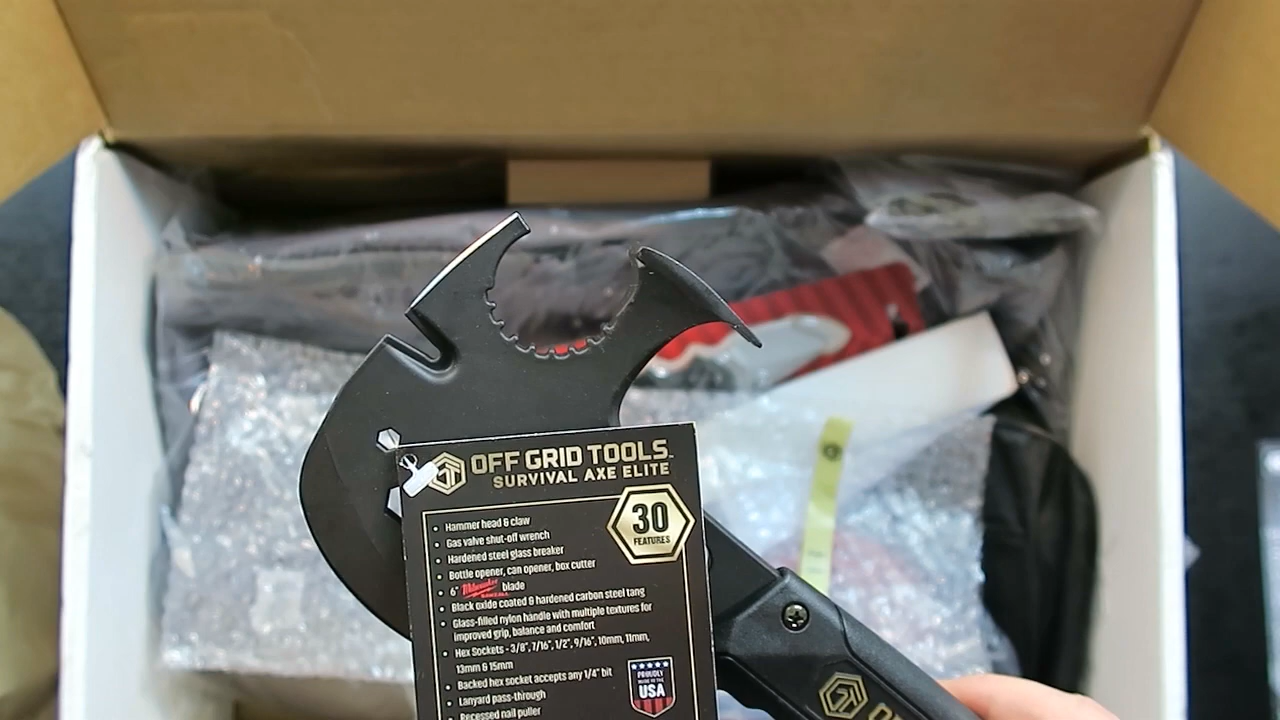 OFF GRID TOOLS
SURVIVAL AXE ELITE
30
FEATURES
• Hammer head & claw
• Gas valve shut-off wrench
• Hardened steel glass breaker
• Bottle opener, can opener, box cutter
• 6" Milwaukee blade
• Black oxide coated & hardened carbon steel tang
• Glass-filled nylon handle with multiple textures for
improved grip, balance and comfort
• Hex Sockets - 3/8", 7/16", 1/2", 9/16", 10mm, 11mm,
13mm & 15mm
• Backed hex socket accepts any 1/4" bit
• Lanyard pass-through
• Recessed nail puller
PROUDLY
MADE IN THE
USA